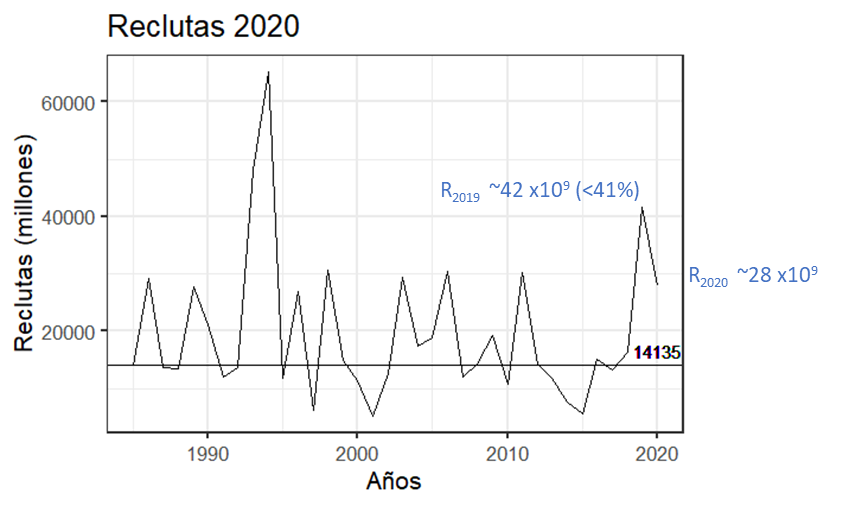 Reclutas 2020
Reclutas (millones)
60000
40000
20000
R2019 ~42 x10⁹ (<41%)
R2020 ~28 x10⁹
14135
1990
2000
2010
2020
Años